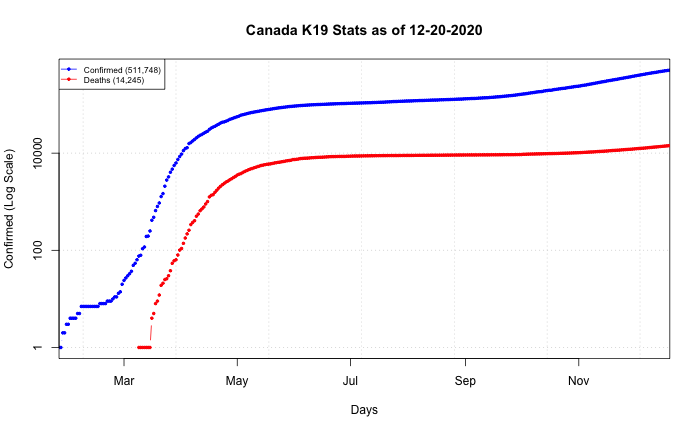 Canada K19 Stats as of 12-20-2020
Confirmed (511,748)
Deaths (14,245)
Confirmed (Log Scale)
10000
100
1
Mar May Jul Sep Nov
Days